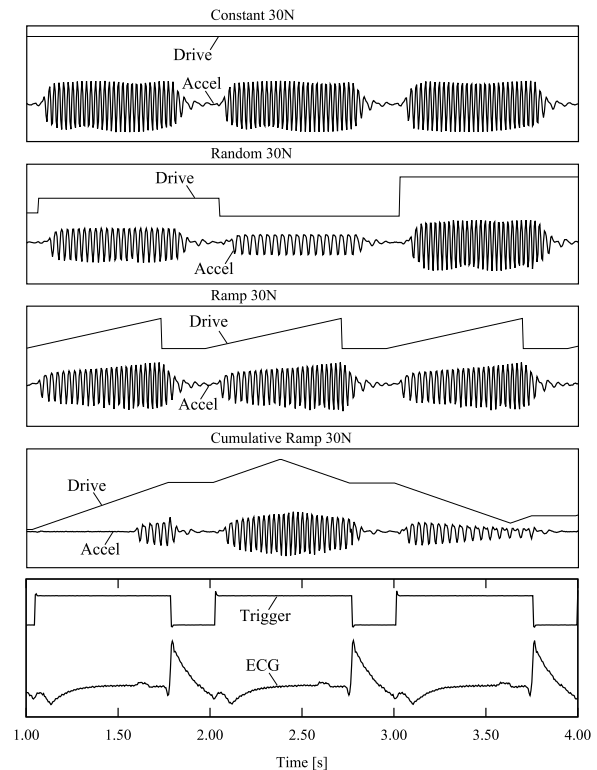 Constant 30N
Drive
Accel
Random 30N
Drive
Accel
Ramp 30N
Drive
Accel
Cumulative Ramp 30N
Drive
Accel
Trigger
ECG
1.00 1.50 2.00 2.50 3.00 3.50 4.00
Time [s]